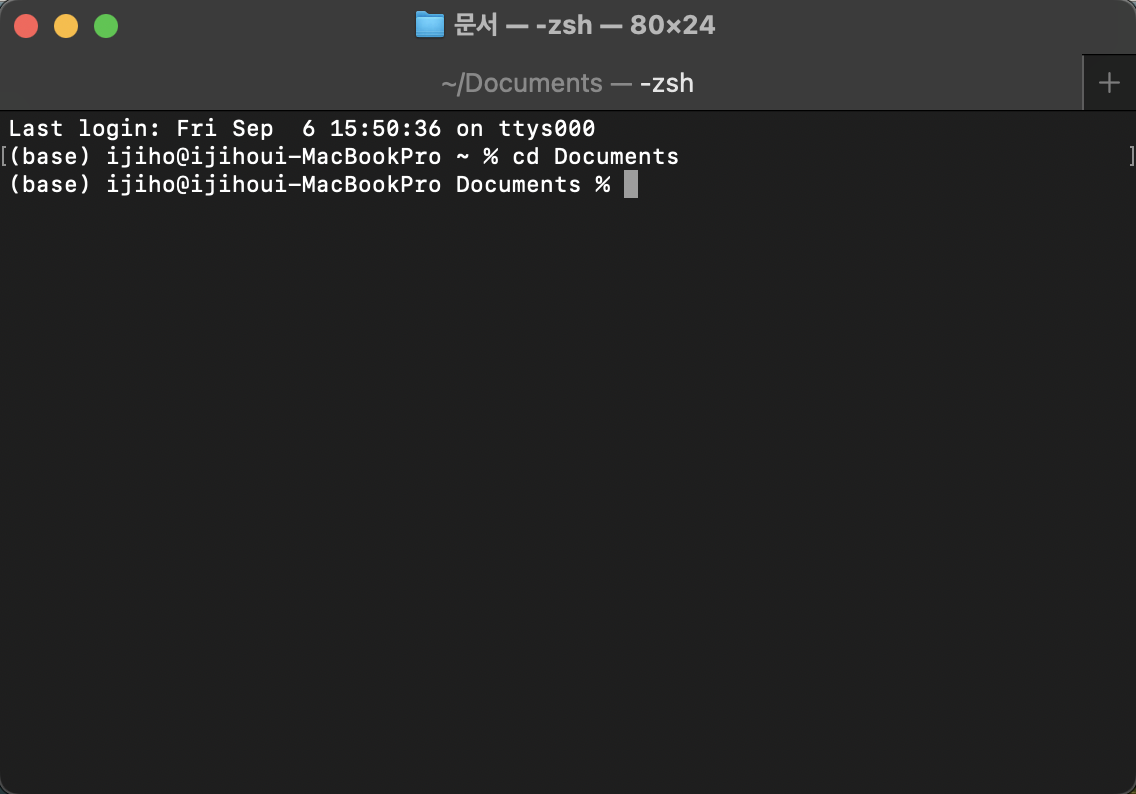 문서 — -zsh — 80×24
~/Documents — -zsh
Last login: Fri Sep  6 15:50:36 on ttys000
[(base) ijiho@ijihoui-MacBookPro ~ % cd Documents ]
(base) ijiho@ijihoui-MacBookPro Documents %